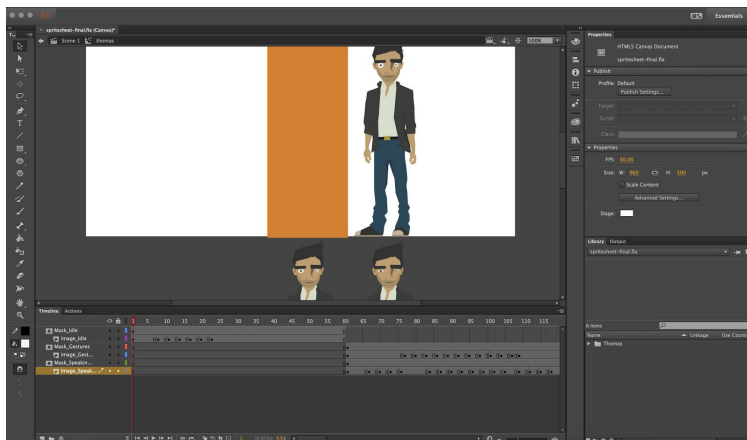 Essentials
× spritesheet-final.fla (Canvas)*
Scene 1 thomas
100%
Properties
HTML5 Canvas Document
spritesheet-final.fla
Publish
Profile: Default
Publish Settings...
Target:
Script:
Class:
Properties
FPS: 30.00
Size: W: 960 H: 500 px
Scale Content
Advanced Settings...
Stage:
Library Output
spritesheet-final.fla
6 items
Name Linkage Use Count
Thomas
Timeline Actions
1 5 10 15 20 25 30 35 40 45 50 55 60 65 70 75 80 85 90 95 100 105 110 115
Mask_Idle
Image_Idle
Mask_Gestures
Image_Gest...
Mask_Speakin...
Image_Speak...